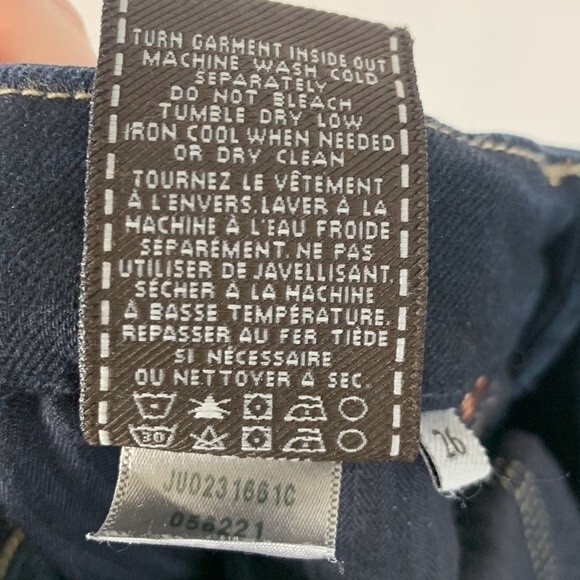 TURN GARMENT INSIDE OUT
MACHINE WASH COLD
SEPARATELY
DO NOT BLEACH
TUMBLE DRY LOW
IRON COOL WHEN NEEDED
OR DRY CLEAN
TOURNEZ LE VÊTEMENT
À L'ENVERS.LAVER À LA
MACHINE À L'EAU FROIDE
SÉPARÉMENT. NE PAS
UTILISER DE JAVELLISANT.
SÉCHER À LA MACHINE
À BASSE TEMPÉRATURE.
REPASSER AU FER TIÈDE
SI NÉCESSAIRE
OU NETTOYER À SEC.
30
26
JU0231661C
056221